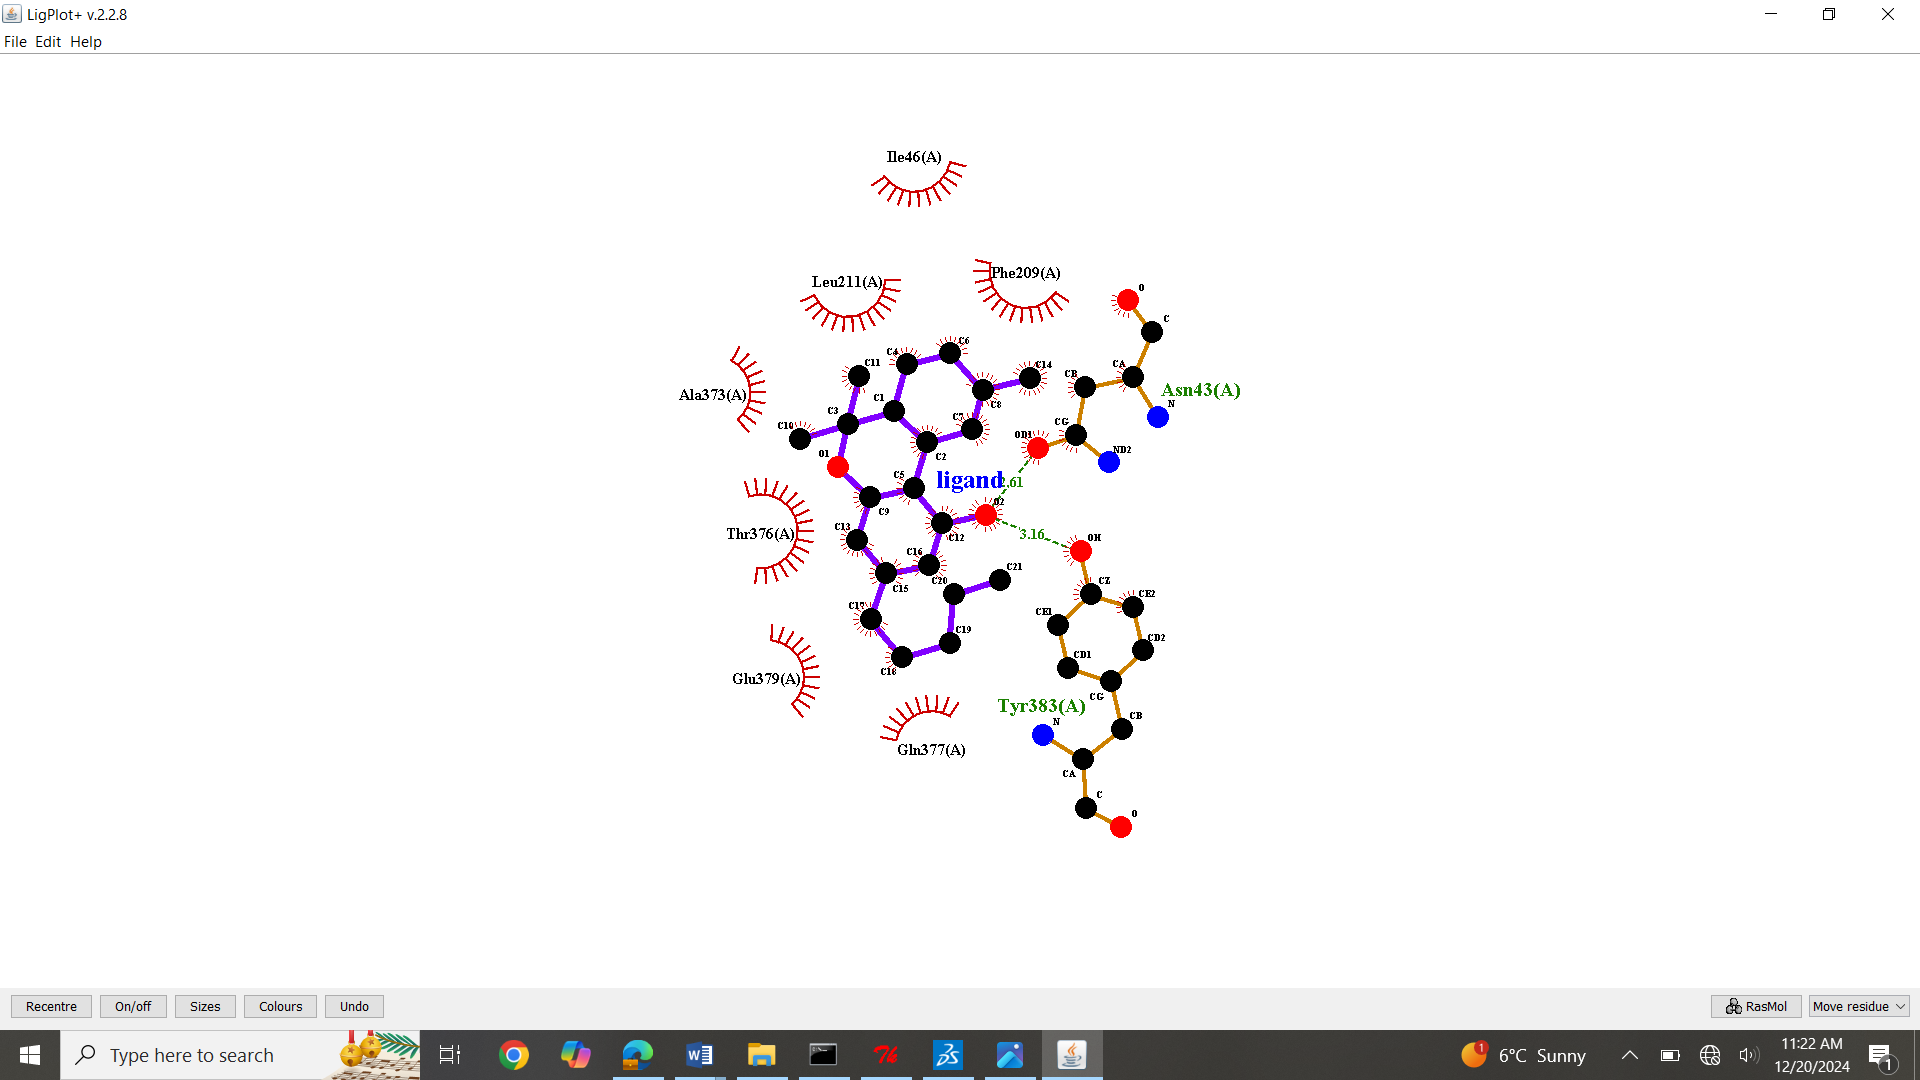 LigPlot+ v.2.2.8
File Edit Help
Ile46(A)
Phe209(A)
Leu211(A)
O
C
C6
C4
C11
C14
CA
CB
Asn43(A)
Ala373(A)
C1
C8
N
C3
C7
C10
CG
OD1
ND2
O1
C2
C5
ligand
2.61
O2
C9
C13
Thr376(A)
3.16
OH
C12
C16
C21
C20
CZ
C15
CE2
C17
CE1
C19
CD2
CD1
C18
Glu379(A)
CG
Tyr383(A)
CB
N
Gln377(A)
CA
C
O
Recentre On/off Sizes Colours Undo RasMol Move residue
Type here to search
1
6°C Sunny
11:22 AM
12/20/2024
1